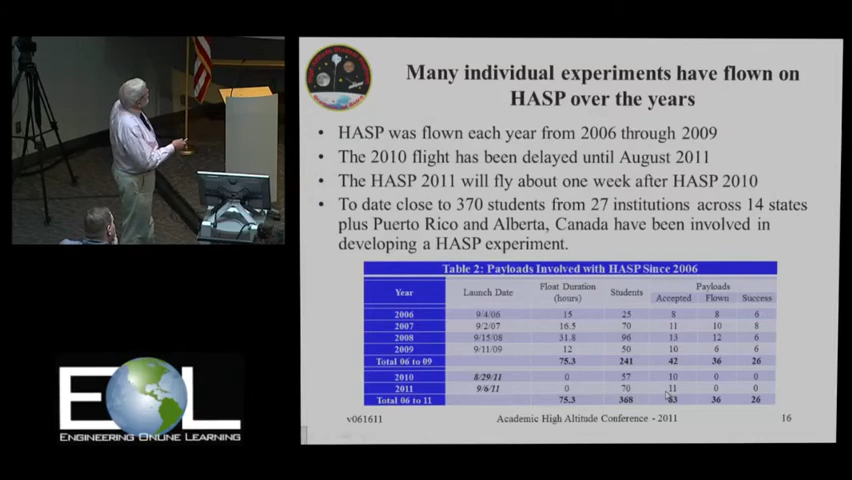 Many individual experiments have flown on
HASP over the years
• HASP was flown each year from 2006 through 2009
• The 2010 flight has been delayed until August 2011
• The HASP 2011 will fly about one week after HASP 2010
• To date close to 370 students from 27 institutions across 14 states
plus Puerto Rico and Alberta, Canada have been involved in
developing a HASP experiment.
Table 2: Payloads Involved with HASP Since 2006
Year Launch Date Float Duration (hours) Students Payloads
Accepted Flown Success
2006 9/4/06 15 25 8 8 6
2007 9/2/07 16.5 70 11 10 8
2008 9/15/08 31.8 96 13 12 6
2009 9/11/09 12 50 10 6 6
Total 06 to 09 75.3 241 42 36 26
2010 8/29/11 0 57 10 0 0
2011 9/6/11 0 70 11 0 0
Total 06 to 11 75.3 368 36 26
v061611 Academic High Altitude Conference - 2011 16
EOL
ENGINEERING ONLINE LEARNING